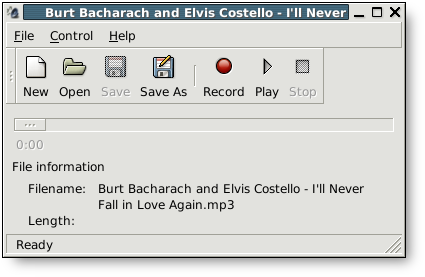 Burt Bacharach and Elvis Costello - I'll Never
File Control Help
New Open Save Save As Record Play Stop
0:00
File information
Filename: Burt Bacharach and Elvis Costello - I'll Never
Fall in Love Again.mp3
Length:
Ready